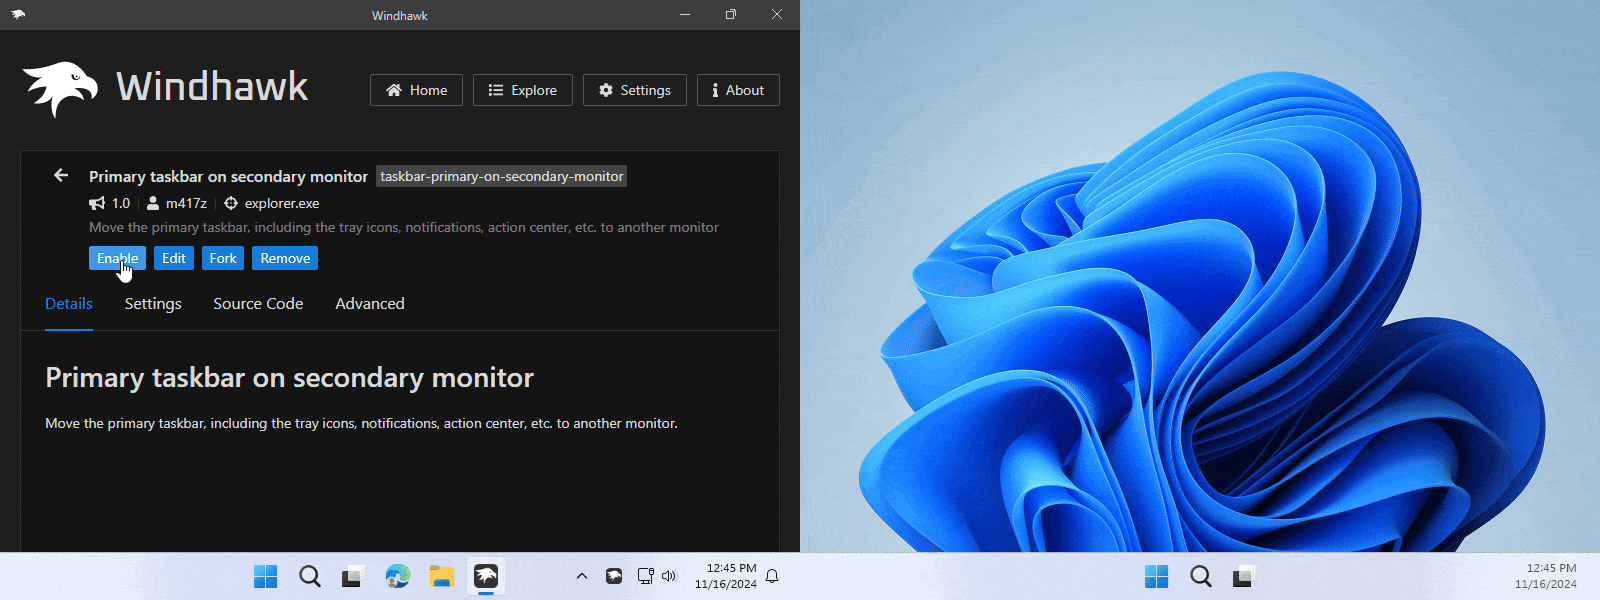 Windhawk
Windhawk
Home
Explore
Settings
About
Primary taskbar on secondary monitor taskbar-primary-on-secondary-monitor
1.0 m417z explorer.exe
Move the primary taskbar, including the tray icons, notifications, action center, etc. to another monitor
Enable Edit Fork Remove
Details Settings Source Code Advanced
Primary taskbar on secondary monitor
Move the primary taskbar, including the tray icons, notifications, action center, etc. to another monitor.
12:45 PM
11/16/2024
12:45 PM
11/16/2024